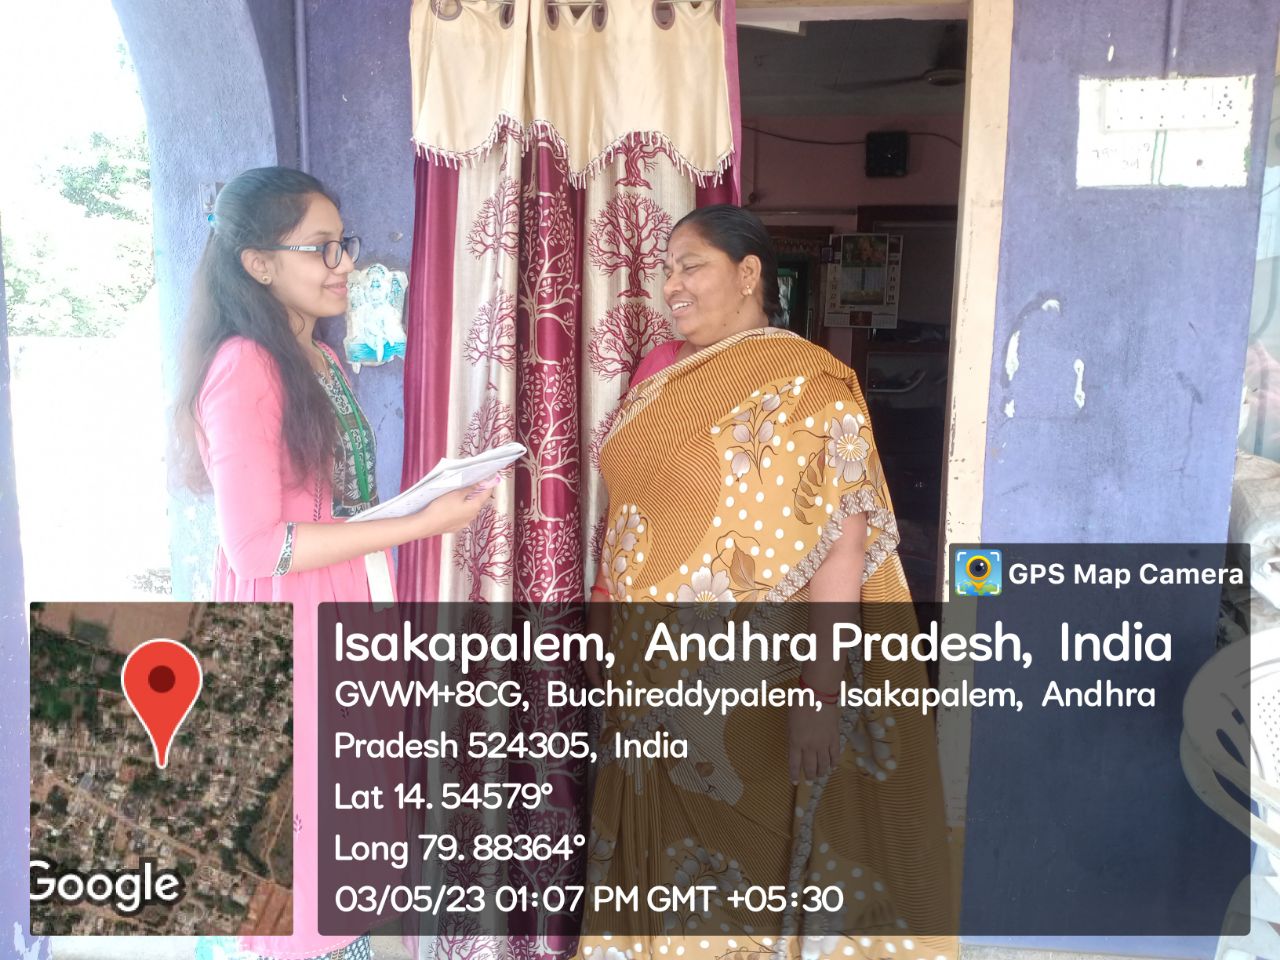 GPS Map Camera
Isakapalem, Andhra Pradesh, India
GVWM+8CG, Buchireddypalem, Isakapalem, Andhra
Pradesh 524305, India
Lat 14.54579°
Long 79.88364°
03/05/23 01:07 PM GMT +05:30
Google